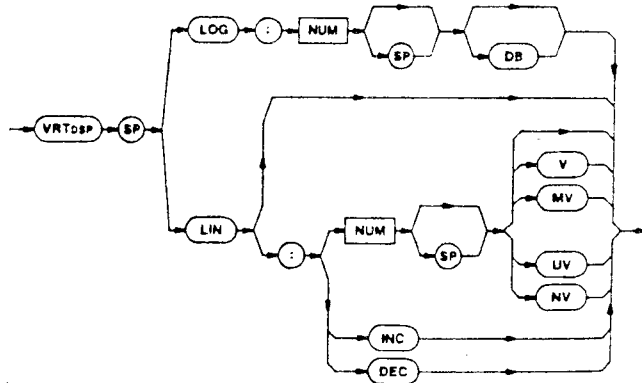 LOG : NUM SP DB
VRTDSP SP
V
MV
LIN : NUM SP
UV
NV
INC
DEC